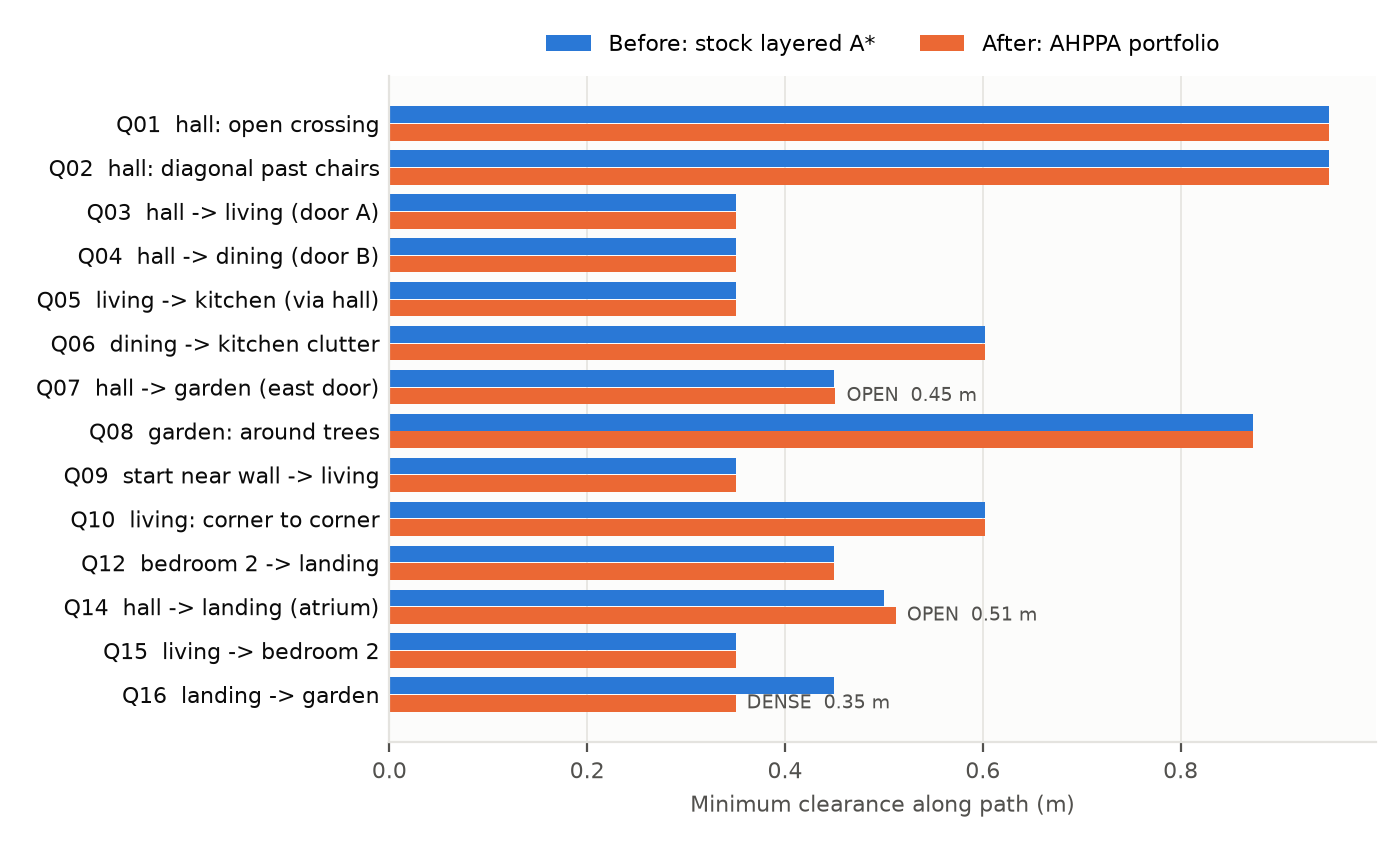 Before: stock layered A*
After: AHPPA portfolio
Q01 hall: open crossing
Q02 hall: diagonal past chairs
Q03 hall -> living (door A)
Q04 hall -> dining (door B)
Q05 living -> kitchen (via hall)
Q06 dining -> kitchen clutter
Q07 hall -> garden (east door)
OPEN 0.45 m
Q08 garden: around trees
Q09 start near wall -> living
Q10 living: corner to corner
Q12 bedroom 2 -> landing
Q14 hall -> landing (atrium)
OPEN 0.51 m
Q15 living -> bedroom 2
Q16 landing -> garden
DENSE 0.35 m
0.0 0.2 0.4 0.6 0.8
Minimum clearance along path (m)